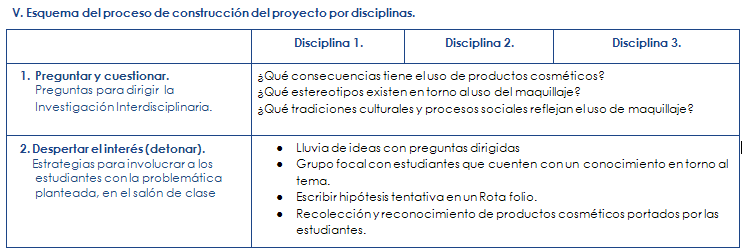 V. Esquema del proceso de construcción del proyecto por disciplinas.
Disciplina 1. Disciplina 2. Disciplina 3.
1. Preguntar y cuestionar.
Preguntas para dirigir la
Investigación Interdisciplinaria.
¿Qué consecuencias tiene el uso de productos cosméticos?
¿Qué estereotipos existen en torno al uso del maquillaje?
¿Qué tradiciones culturales y procesos sociales reflejan el uso de maquillaje?
2. Despertar el interés (detonar).
Estrategias para involucrar a los
estudiantes con la problemática
planteada, en el salón de clase
• Lluvia de ideas con preguntas dirigidas
• Grupo focal con estudiantes que cuenten con un conocimiento en torno al
tema.
• Escribir hipótesis tentativa en un Rota folio.
• Recolección y reconocimiento de productos cosméticos portados por las
estudiantes.